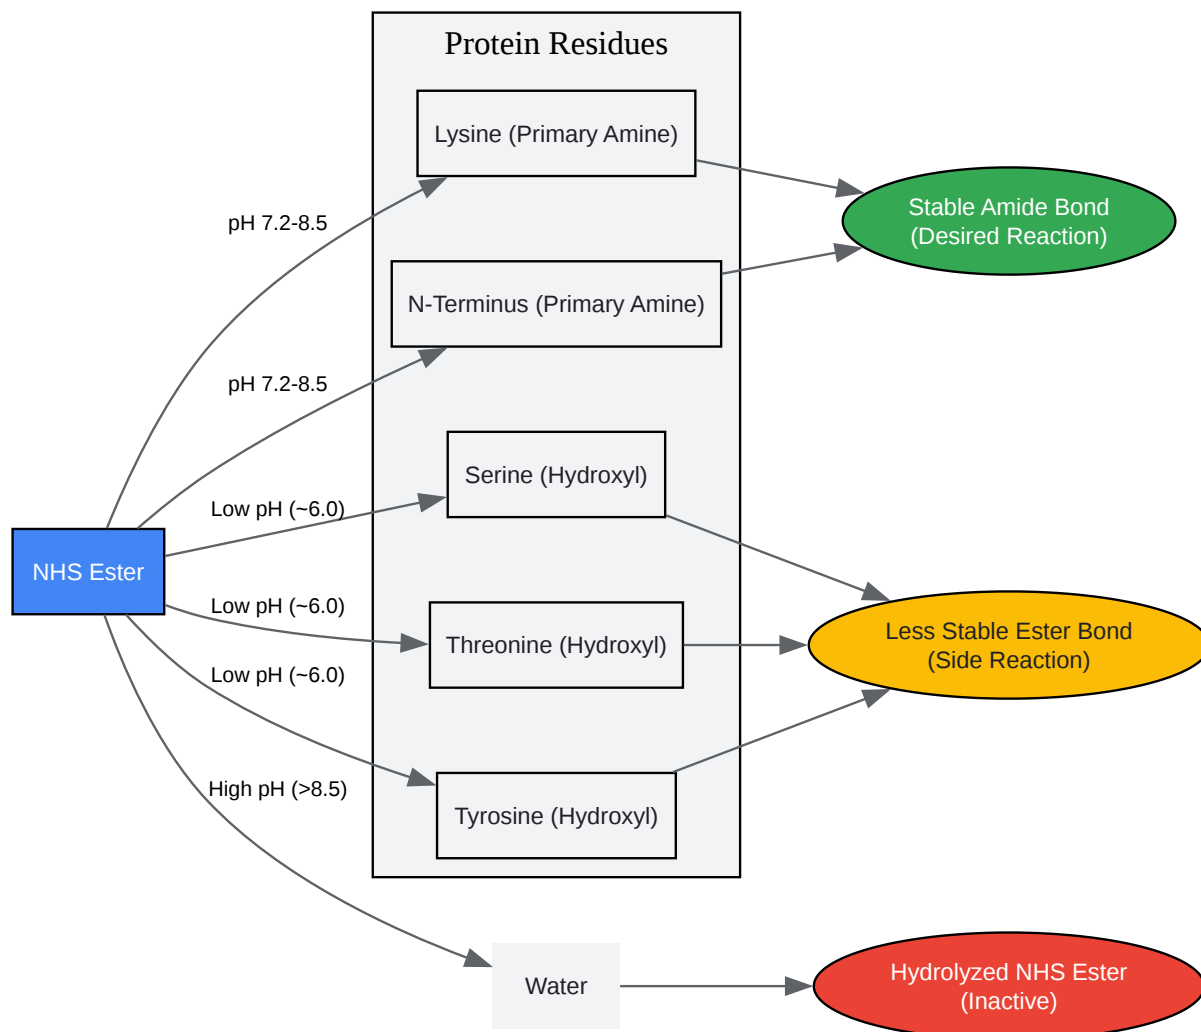 Protein Residues
Lysine (Primary Amine)
pH 7.2-8.5
Stable Amide Bond
(Desired Reaction)
N-Terminus (Primary Amine)
pH 7.2-8.5
Serine (Hydroxyl)
Low pH (~6.0)
NHS Ester
Low pH (~6.0)
Threonine (Hydroxyl)
Less Stable Ester Bond
(Side Reaction)
Low pH (~6.0)
High pH (>8.5)
Tyrosine (Hydroxyl)
Water
Hydrolyzed NHS Ester
(Inactive)